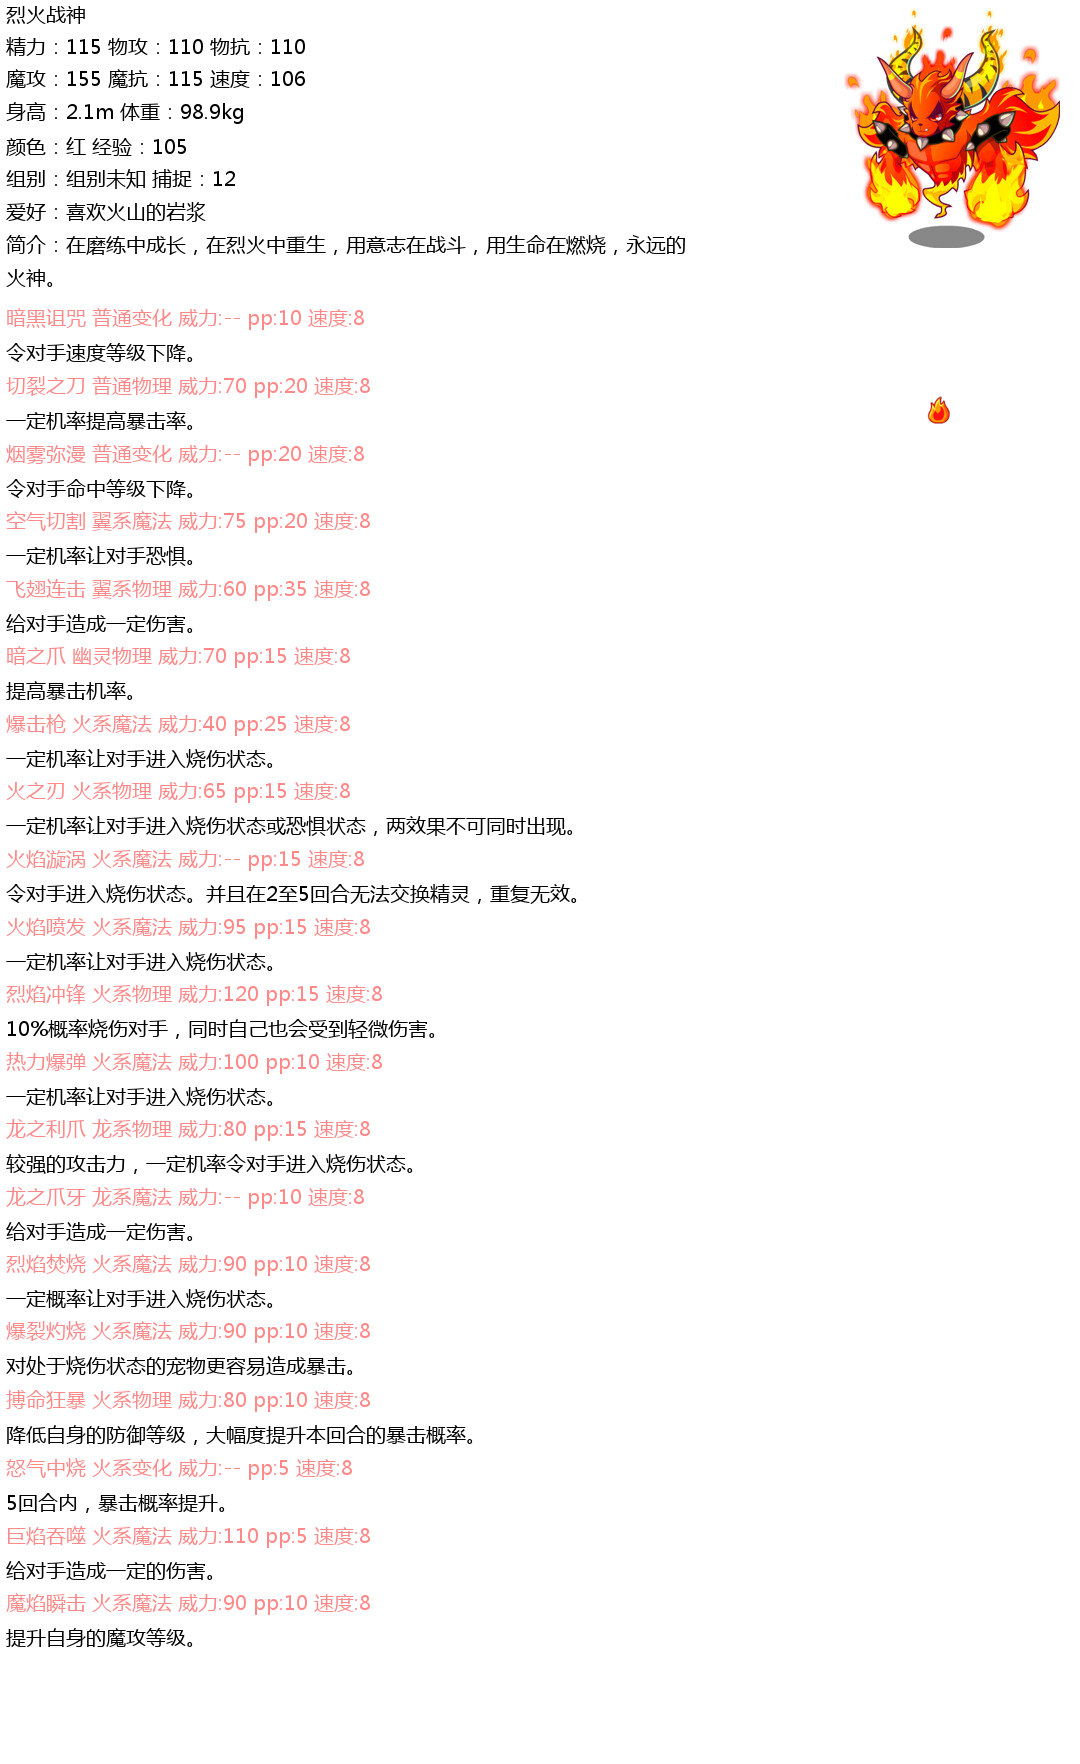 烈火战神
精力：115 物攻：110 物抗：110
魔攻：155 魔抗：115 速度：106
身高：2.1m 体重：98.9kg
颜色：红 经验：105
组别：组别未知 捕捉：12
爱好：喜欢火山的岩浆
简介：在磨练中成长，在烈火中重生，用意志在战斗，用生命在燃烧，永远的
火神。
暗黑诅咒 普通变化 威力:-- pp:10 速度:8
令对手速度等级下降。
切裂之刀 普通物理 威力:70 pp:20 速度:8
一定机率提高暴击率。
烟雾弥漫 普通变化 威力:-- pp:20 速度:8
令对手命中等级下降。
空气切割 翼系魔法 威力:75 pp:20 速度:8
一定机率让对手恐惧。
飞翅连击 翼系物理 威力:60 pp:35 速度:8
给对手造成一定伤害。
暗之爪 幽灵物理 威力:70 pp:15 速度:8
提高暴击机率。
爆击枪 火系魔法 威力:40 pp:25 速度:8
一定机率让对手进入烧伤状态。
火之刃 火系物理 威力:65 pp:15 速度:8
一定机率让对手进入烧伤状态或恐惧状态，两效果不可同时出现。
火焰漩涡 火系魔法 威力:-- pp:15 速度:8
令对手进入烧伤状态。并且在2至5回合无法交换精灵，重复无效。
火焰喷发 火系魔法 威力:95 pp:15 速度:8
一定机率让对手进入烧伤状态。
烈焰冲锋 火系物理 威力:120 pp:15 速度:8
10%概率烧伤对手，同时自己也会受到轻微伤害。
热力爆弹 火系魔法 威力:100 pp:10 速度:8
一定机率让对手进入烧伤状态。
龙之利爪 龙系物理 威力:80 pp:15 速度:8
较强的攻击力，一定机率令对手进入烧伤状态。
龙之爪牙 龙系魔法 威力:-- pp:10 速度:8
给对手造成一定伤害。
烈焰焚烧 火系魔法 威力:90 pp:10 速度:8
一定概率让对手进入烧伤状态。
爆裂灼烧 火系魔法 威力:90 pp:10 速度:8
对处于烧伤状态的宠物更容易造成暴击。
搏命狂暴 火系物理 威力:80 pp:10 速度:8
降低自身的防御等级，大幅度提升本回合的暴击概率。
怒气中烧 火系变化 威力:-- pp:5 速度:8
5回合内，暴击概率提升。
巨焰吞噬 火系魔法 威力:110 pp:5 速度:8
给对手造成一定的伤害。
魔焰瞬击 火系魔法 威力:90 pp:10 速度:8
提升自身的魔攻等级。